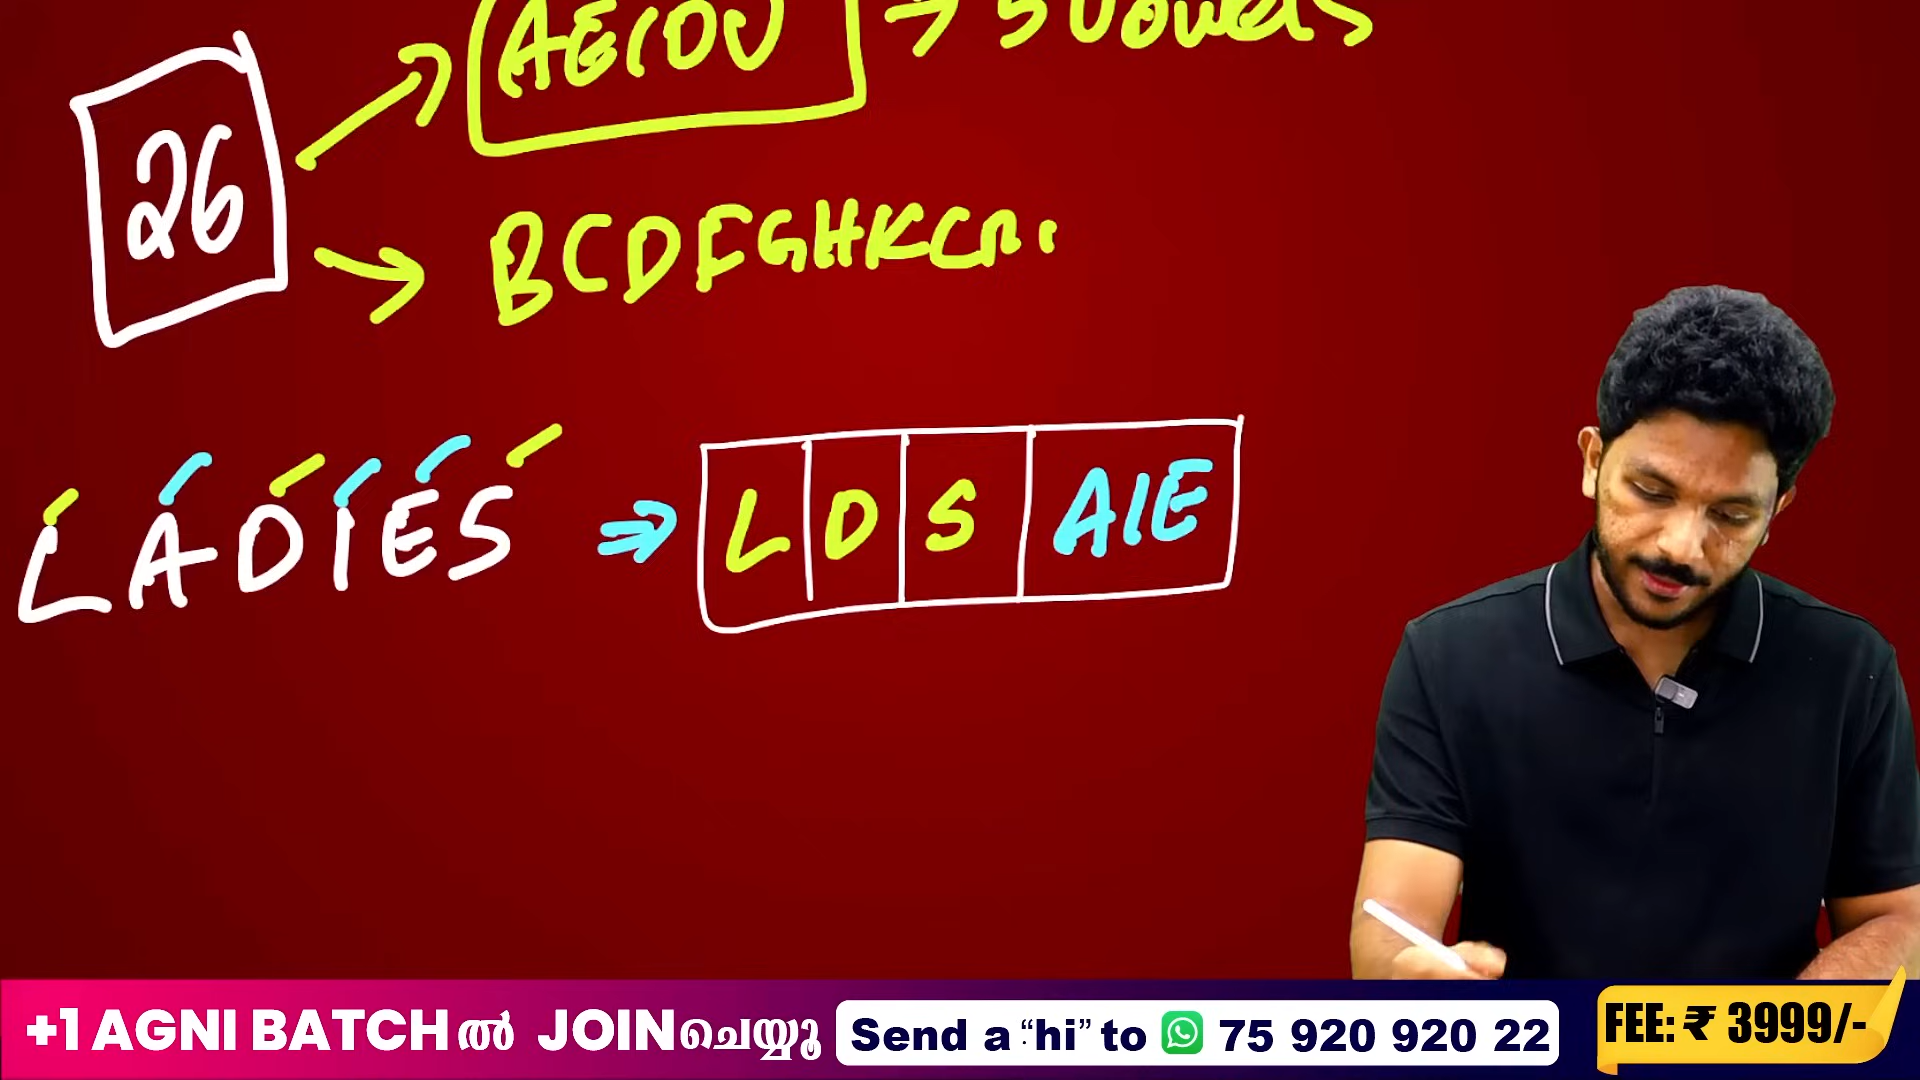 AEIOU → 5 vowels
26
→ BCDFGHKLM.
LADIES ⇒ L D S AIE
+1 AGNI BATCH ൽ JOIN ചെയ്യൂ Send a “hi” to 75 920 920 22 FEE: ₹ 3999/-